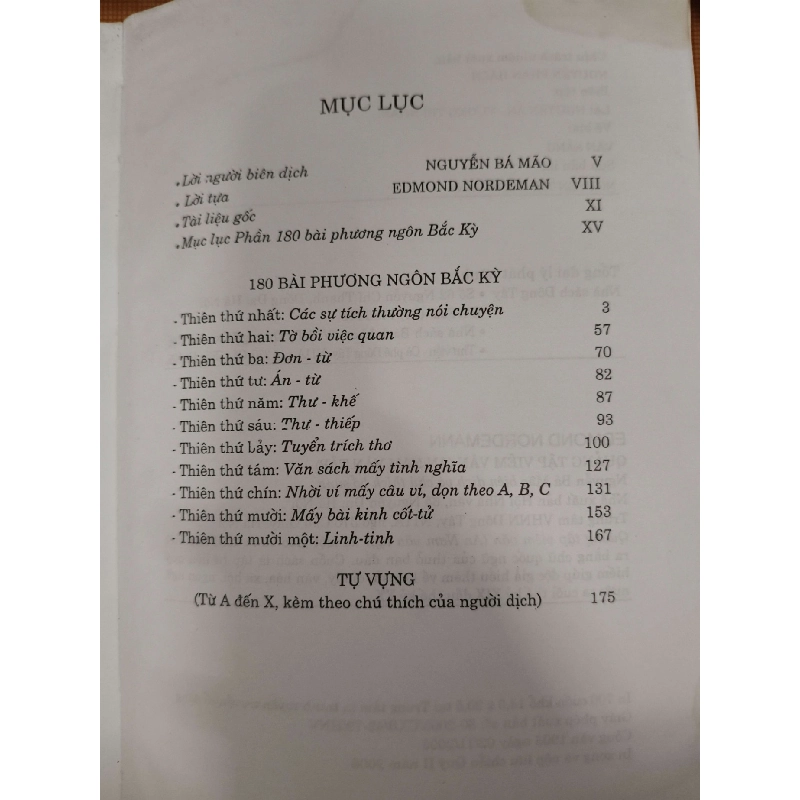 MỤC LỤC
• Lời người biên dịch NGUYỄN BÁ MÃO V
• Lời tựa EDMOND NORDEMAN VIII
• Tài liệu gốc XI
• Mục lục Phần 180 bài phương ngôn Bắc Kỳ XV
180 BÀI PHƯƠNG NGÔN BẮC KỲ
- Thiên thứ nhất: Các sự tích thường nói chuyện 3
- Thiên thứ hai: Tờ bồi việc quan 57
- Thiên thứ ba: Đơn - từ 70
- Thiên thứ tư: Án - từ 82
- Thiên thứ năm: Thư - khế 87
- Thiên thứ sáu: Thư - thiếp 93
- Thiên thứ bảy: Tuyển trích thơ 100
- Thiên thứ tám: Văn sách mấy tinh nghĩa 127
- Thiên thứ chín: Nhời ví mấy câu ví, dọn theo A, B, C 131
- Thiên thứ mười: Mấy bài kinh cốt-tử 153
- Thiên thứ mười một: Linh-tinh 167
TỰ VỰNG
(Từ A đến X, kèm theo chú thích của người dịch) 175